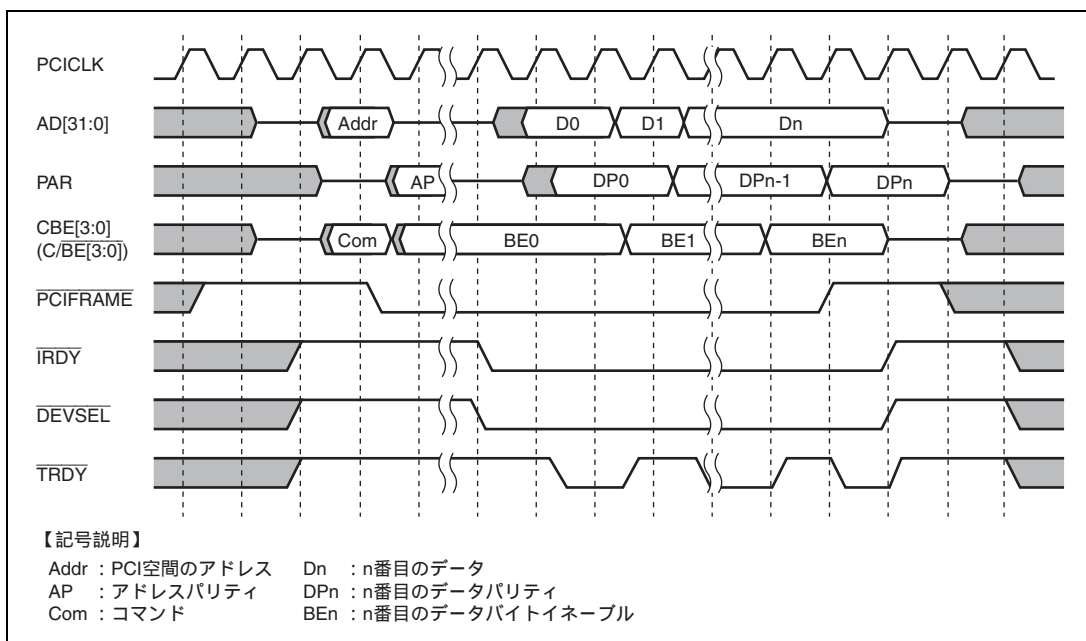 PCICLK
AD[31:0] Addr D0 D1 Dn
PAR AP DP0 DPn-1 DPn
CBE[3:0]
(C/BE[3:0]) Com BE0 BE1 BEn
PCIFRAME
IRDY
DEVSEL
TRDY
【記号説明】
Addr：PCI空間のアドレス Dn ：n番目のデータ
AP ：アドレスパリティ DPn：n番目のデータパリティ
Com：コマンド BEn：n番目のデータバイトイネーブル